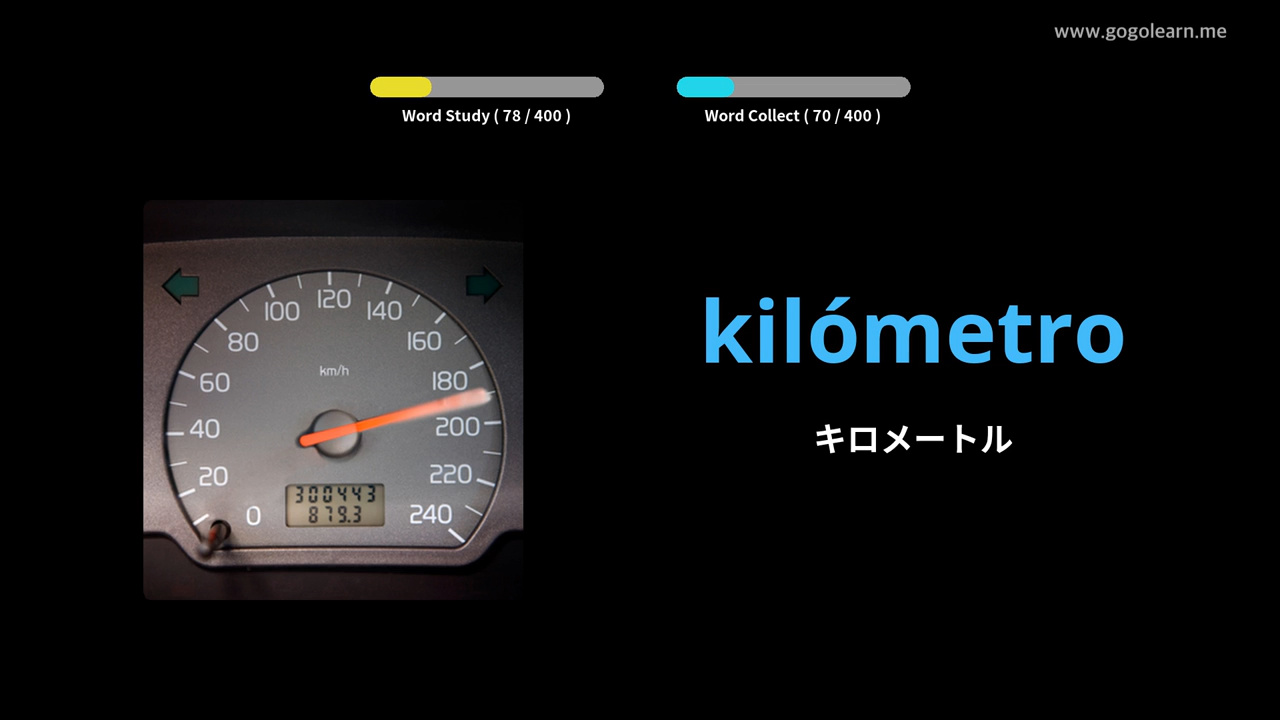 www.gogolearn.me
Word Study ( 78 / 400 )
Word Collect ( 70 / 400 )
120
100
140
80
160
km/h
60
180
40
200
20
220
300443
0
240
879.3
kilómetro
キロメートル